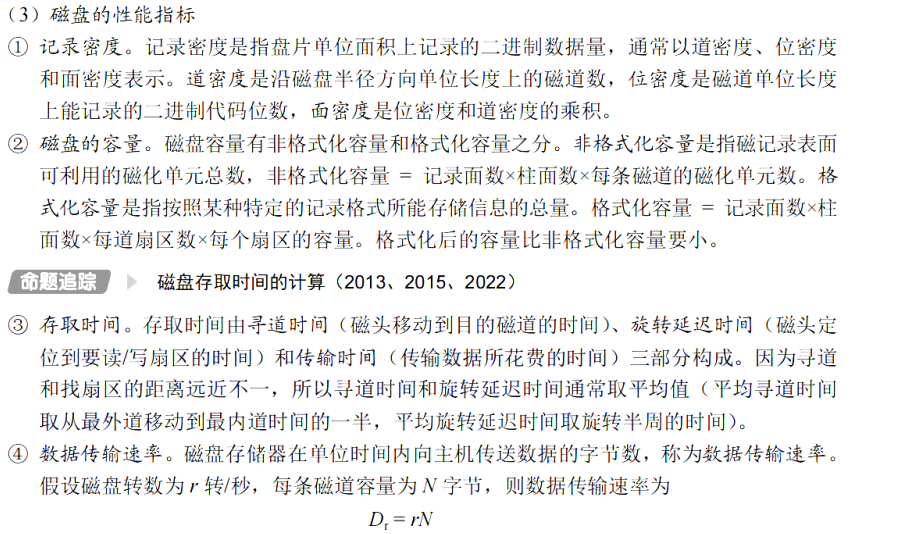 (3) 磁盘的性能指标
① 记录密度。记录密度是指盘片单位面积上记录的二进制数据量，通常以道密度、位密度
和面密度表示。道密度是沿磁盘半径方向单位长度上的磁道数，位密度是磁道单位长度
上能记录的二进制代码位数，面密度是位密度和道密度的乘积。
② 磁盘的容量。磁盘容量有非格式化容量和格式化容量之分。非格式化容量是指磁记录表面
可利用的磁化单元总数，非格式化容量 = 记录面数×柱面数×每条磁道的磁化单元数。格
式化容量是指按照某种特定的记录格式所能存储信息的总量。格式化容量 = 记录面数×柱
面数×每道扇区数×每个扇区的容量。格式化后的容量比非格式化容量要小。
命题追踪 磁盘存取时间的计算（2013、2015、2022）
③ 存取时间。存取时间由寻道时间（磁头移动到目的磁道的时间）、旋转延迟时间（磁头定
位到要读/写扇区的时间）和传输时间（传输数据所花费的时间）三部分构成。因为寻道
和找扇区的距离远近不一，所以寻道时间和旋转延迟时间通常取平均值（平均寻道时间
取从最外道移动到最内道时间的一半，平均旋转延迟时间取旋转半周的时间）。
④ 数据传输速率。磁盘存储器在单位时间内向主机传送数据的字节数，称为数据传输速率。
假设磁盘转数为 r 转/秒，每条磁道容量为 N 字节，则数据传输速率为
Dr = rN